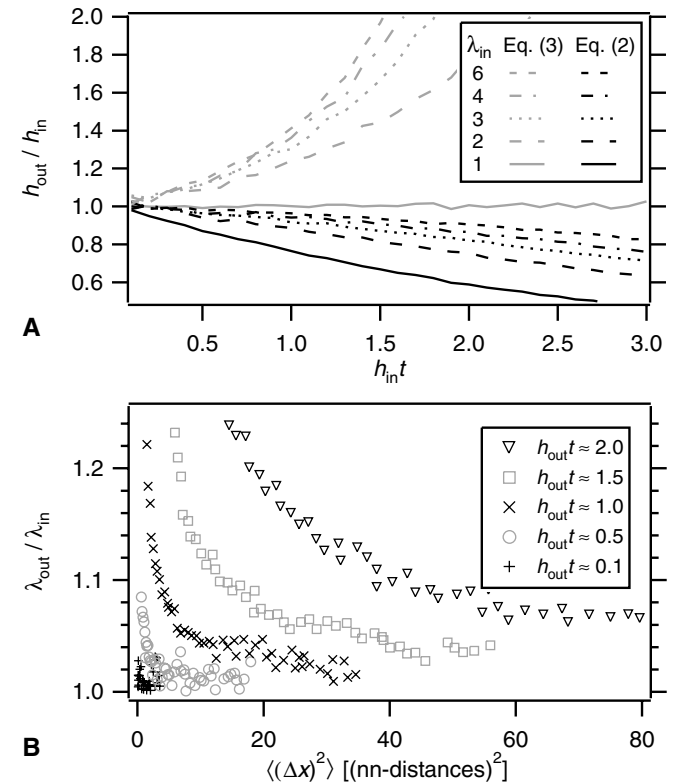 2.0
1.8
1.6
1.4
1.2
1.0
0.8
0.6
h_out / h_in
λ_in Eq. (3) Eq. (2)
6
4
3
2
1
A
0.5 1.0 1.5 2.0 2.5 3.0
h_in t
1.2
1.1
1.0
λ_out / λ_in
h_out t ≈ 2.0
h_out t ≈ 1.5
h_out t ≈ 1.0
h_out t ≈ 0.5
h_out t ≈ 0.1
B
0 20 40 60 80
⟨(Δx)²⟩ [(nn-distances)²]